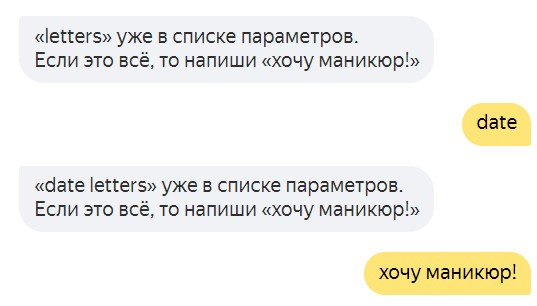 «letters» уже в списке параметров.
Если это всё, то напиши «хочу маникюр!»
date
«date letters» уже в списке параметров.
Если это всё, то напиши «хочу маникюр!»
хочу маникюр!